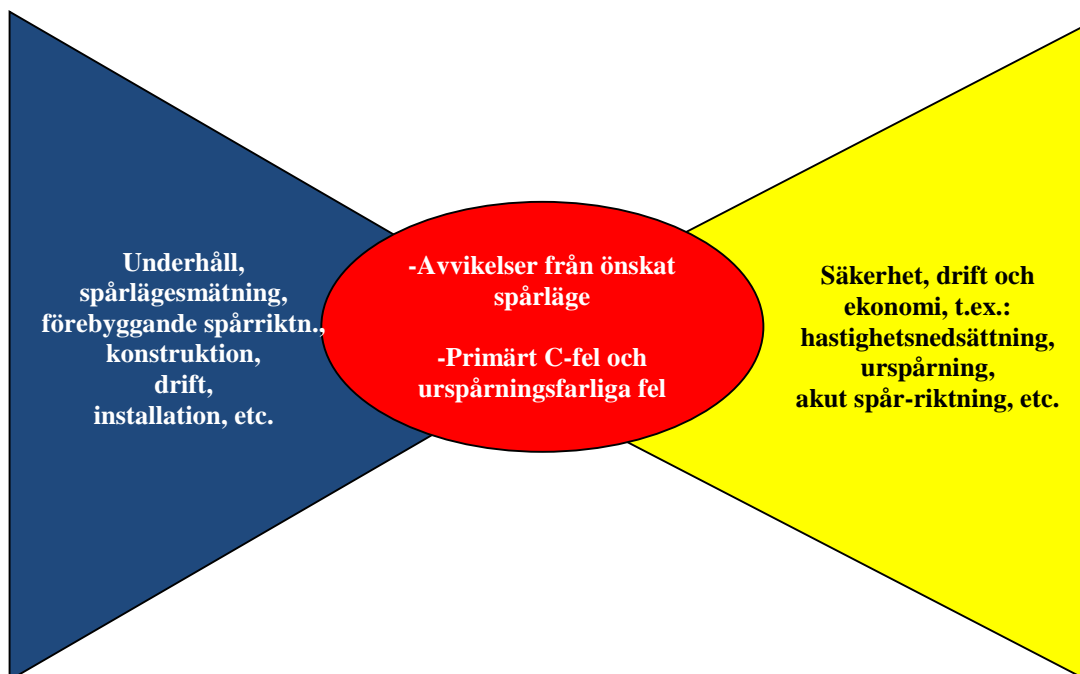 Underhåll,
spårlägesmätning,
förebyggande spårriktn.,
konstruktion,
drift,
installation, etc.
-Avvikelser från önskat
spårläge
-Primärt C-fel och
urspårningsfarliga fel
Säkerhet, drift och
ekonomi, t.ex.:
hastighetsnedsättning,
urspårning,
akut spår-riktning, etc.